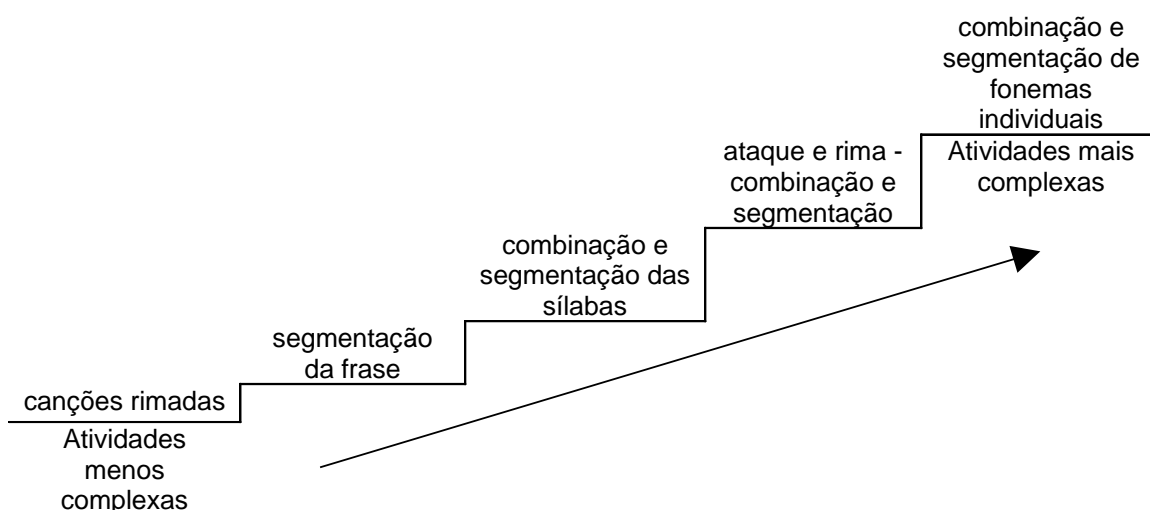 canções rimadas
Atividades
menos
complexas
segmentação
da frase
combinação e
segmentação das
sílabas
ataque e rima -
combinação e
segmentação
combinação e
segmentação de
fonemas
individuais
Atividades mais
complexas